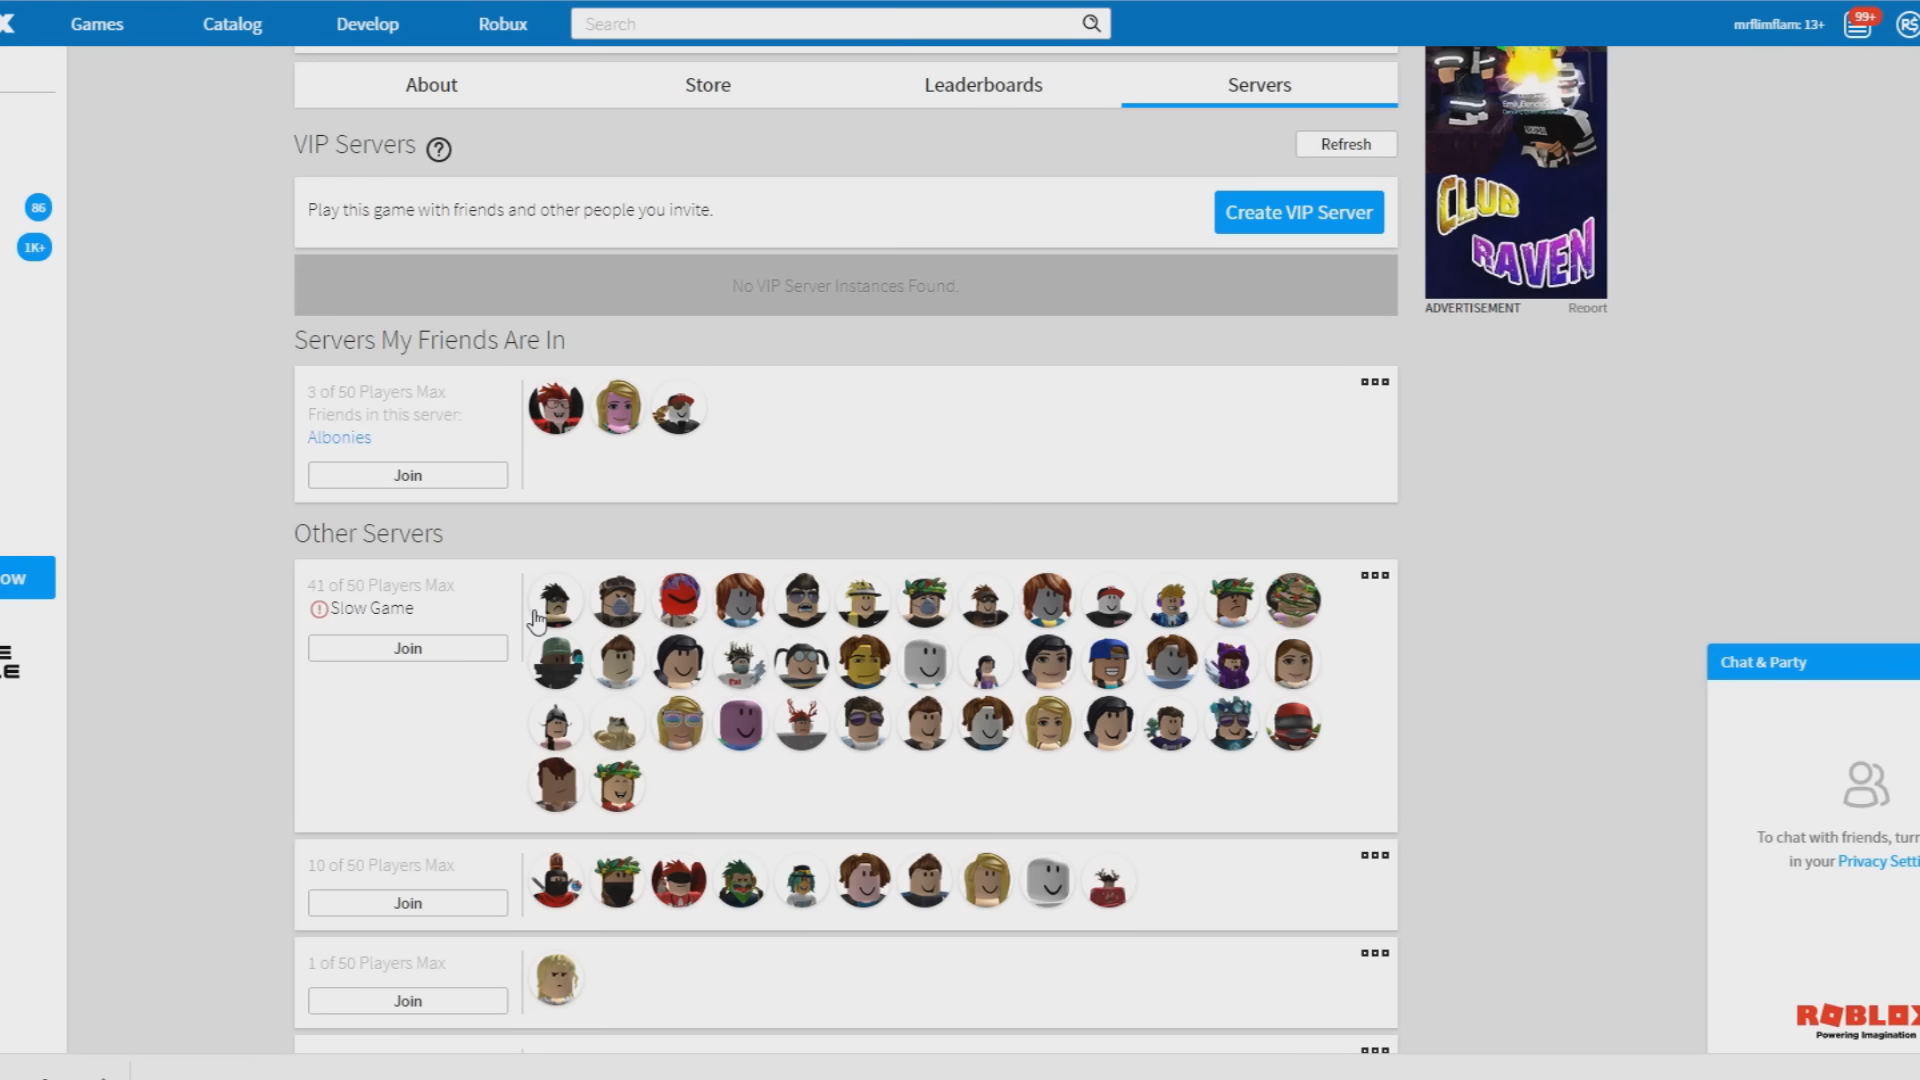 X Games Catalog Develop Robux Search mrflimflam: 13+ 99+ R$
About Store Leaderboards Servers
VIP Servers ? Refresh
Play this game with friends and other people you invite. Create VIP Server
No VIP Server Instances Found.
CLUB
RAVEN
ADVERTISEMENT Report
86
1K+
Servers My Friends Are In
3 of 50 Players Max
Friends in this server:
Albonies
Join
Other Servers
41 of 50 Players Max
Slow Game
Join
ow
E
LE
10 of 50 Players Max
Join
1 of 50 Players Max
Join
Chat & Party
To chat with friends, turn
in your Privacy Setti
ROBLOX
Powering Imagination